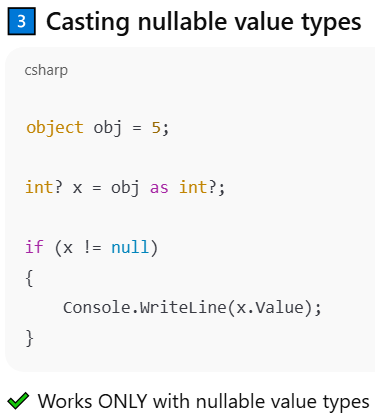 3 Casting nullable value types
csharp
object obj = 5;
int? x = obj as int?;
if (x != null)
{
    Console.WriteLine(x.Value);
}
✔ Works ONLY with nullable value types